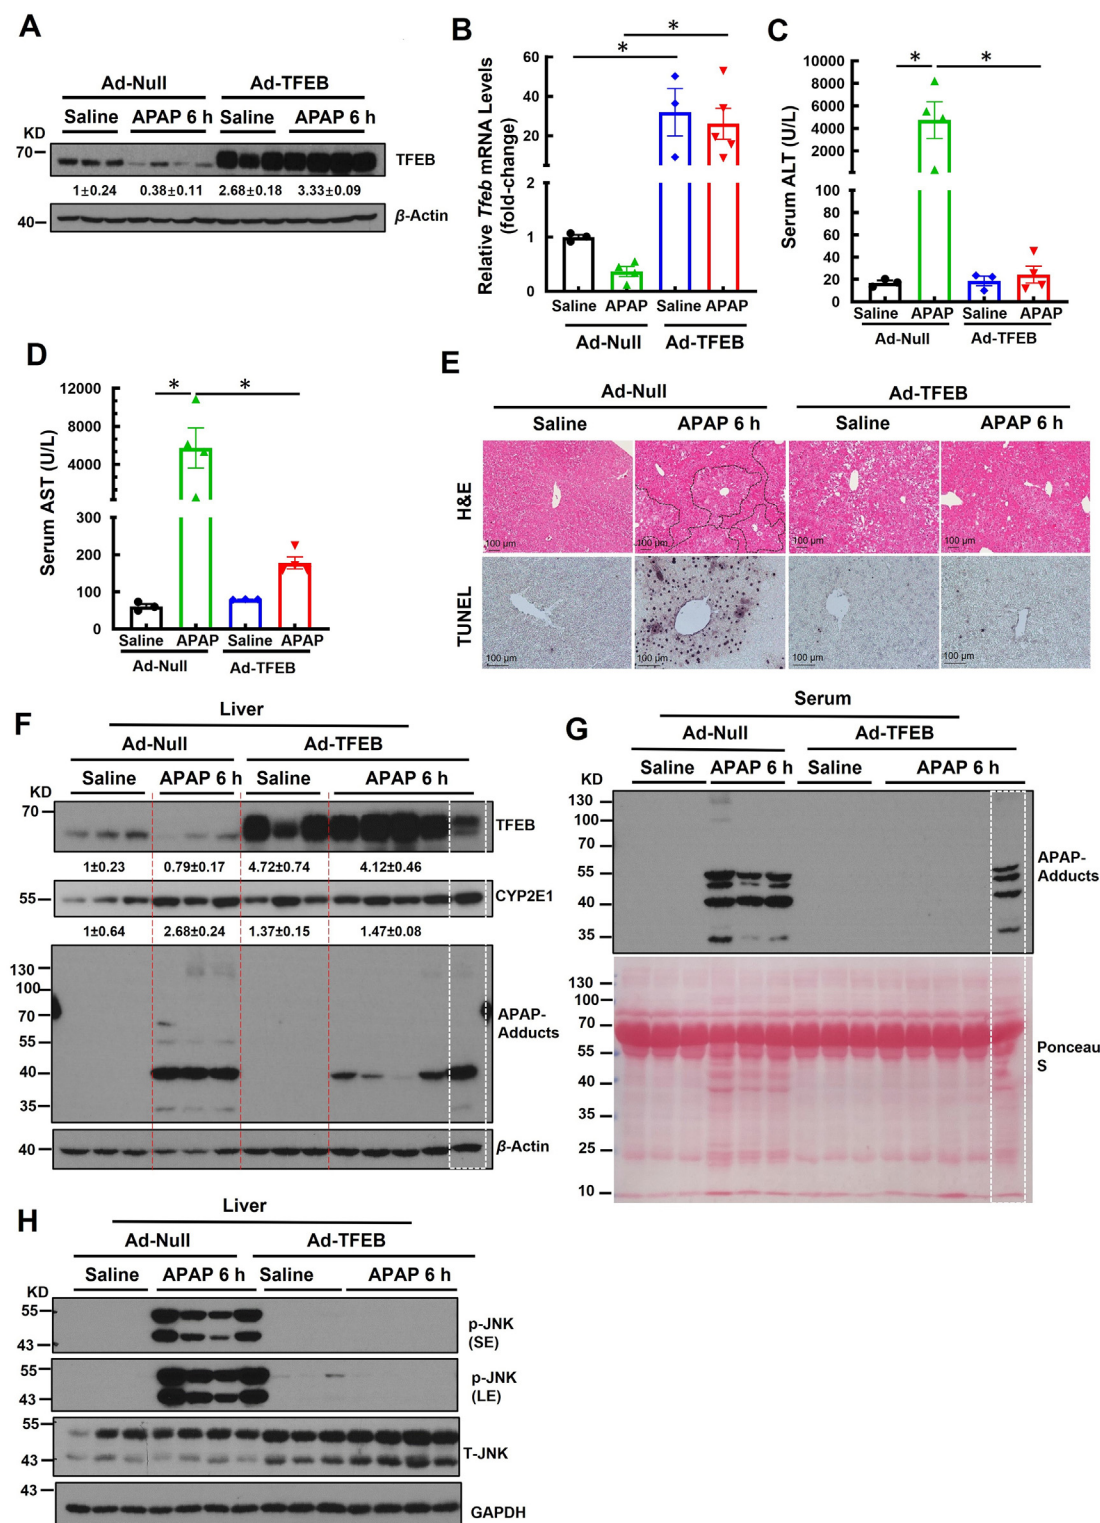 A
Ad-Null Ad-TFEB
Saline APAP 6 h Saline APAP 6 h
KD
70
TFEB
1±0.24 0.38±0.11 2.68±0.18 3.33±0.09
40
β-Actin
B
Relative Tfeb mRNA Levels
(fold-change)
* *
60
40
20
2
1
0
Saline APAP Saline APAP
Ad-Null Ad-TFEB
C
Serum ALT (U/L)
* *
10000
8000
6000
4000
2000
100
80
60
40
20
0
Saline APAP Saline APAP
Ad-Null Ad-TFEB
D
Serum AST (U/L)
* *
12000
8000
4000
300
200
100
0
Saline APAP Saline APAP
Ad-Null Ad-TFEB
E
Ad-Null Ad-TFEB
Saline APAP 6 h Saline APAP 6 h
H&E
100 µm 100 µm 100 µm 100 µm
TUNEL
100 µm 100 µm 100 µm 100 µm
F
Liver
Ad-Null Ad-TFEB
Saline APAP 6 h Saline APAP 6 h
KD
70
TFEB
1±0.23 0.79±0.17 4.72±0.74 4.12±0.46
55
CYP2E1
1±0.64 2.68±0.24 1.37±0.15 1.47±0.08
130
100
70
55
40
35
APAP-
Adducts
40
β-Actin
G
Serum
Ad-Null Ad-TFEB
Saline APAP 6 h Saline APAP 6 h
KD
130
100
70
55
40
35
APAP-
Adducts
130
100
70
55
40
35
25
10
Ponceau
S
H
Liver
Ad-Null Ad-TFEB
Saline APAP 6 h Saline APAP 6 h
KD
55
43
p-JNK
(SE)
55
43
p-JNK
(LE)
55
43
T-JNK
43
GAPDH